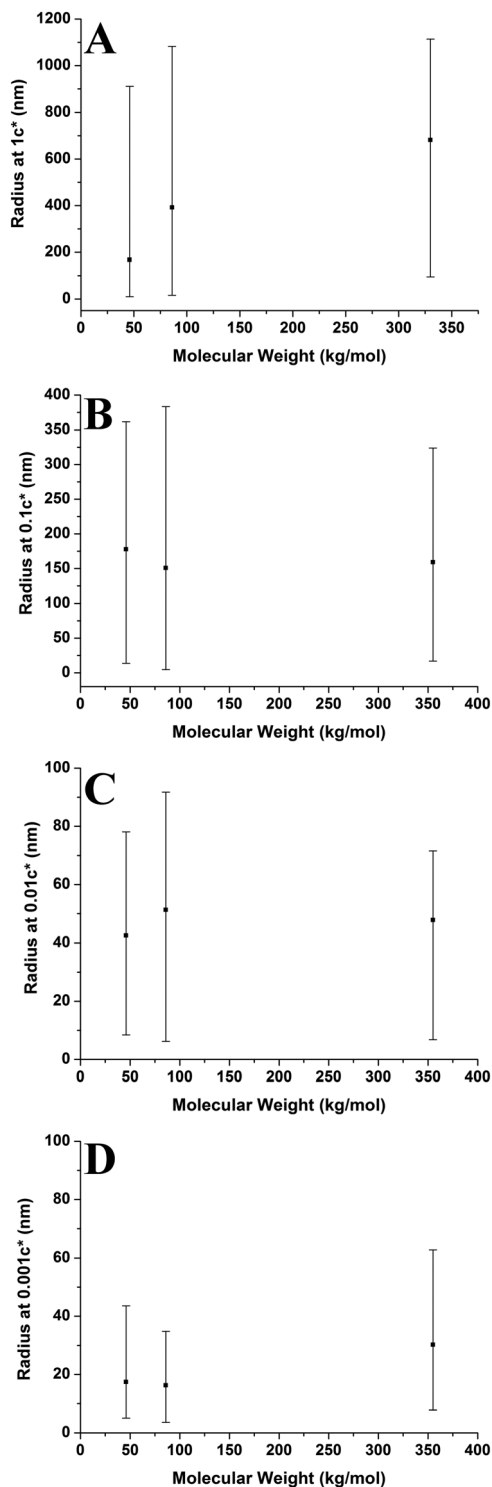 A
Radius at 1c* (nm)
1200
1000
800
600
400
200
0
0 50 100 150 200 250 300 350
Molecular Weight (kg/mol)
B
Radius at 0.1c* (nm)
400
350
300
250
200
150
100
50
0
0 50 100 150 200 250 300 350 400
Molecular Weight (kg/mol)
C
Radius at 0.01c* (nm)
100
80
60
40
20
0
0 50 100 150 200 250 300 350 400
Molecular Weight (kg/mol)
D
Radius at 0.001c* (nm)
100
80
60
40
20
0
0 50 100 150 200 250 300 350 400
Molecular Weight (kg/mol)